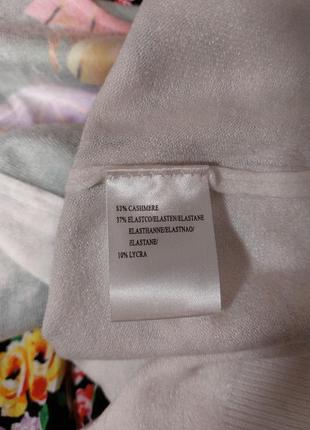 53% CASHMERE
37% ELASTCO/ELASTEN/ELASTANE
ELASTHANNE/ELASTNAO/
ELASTANE/
10% LYCRA